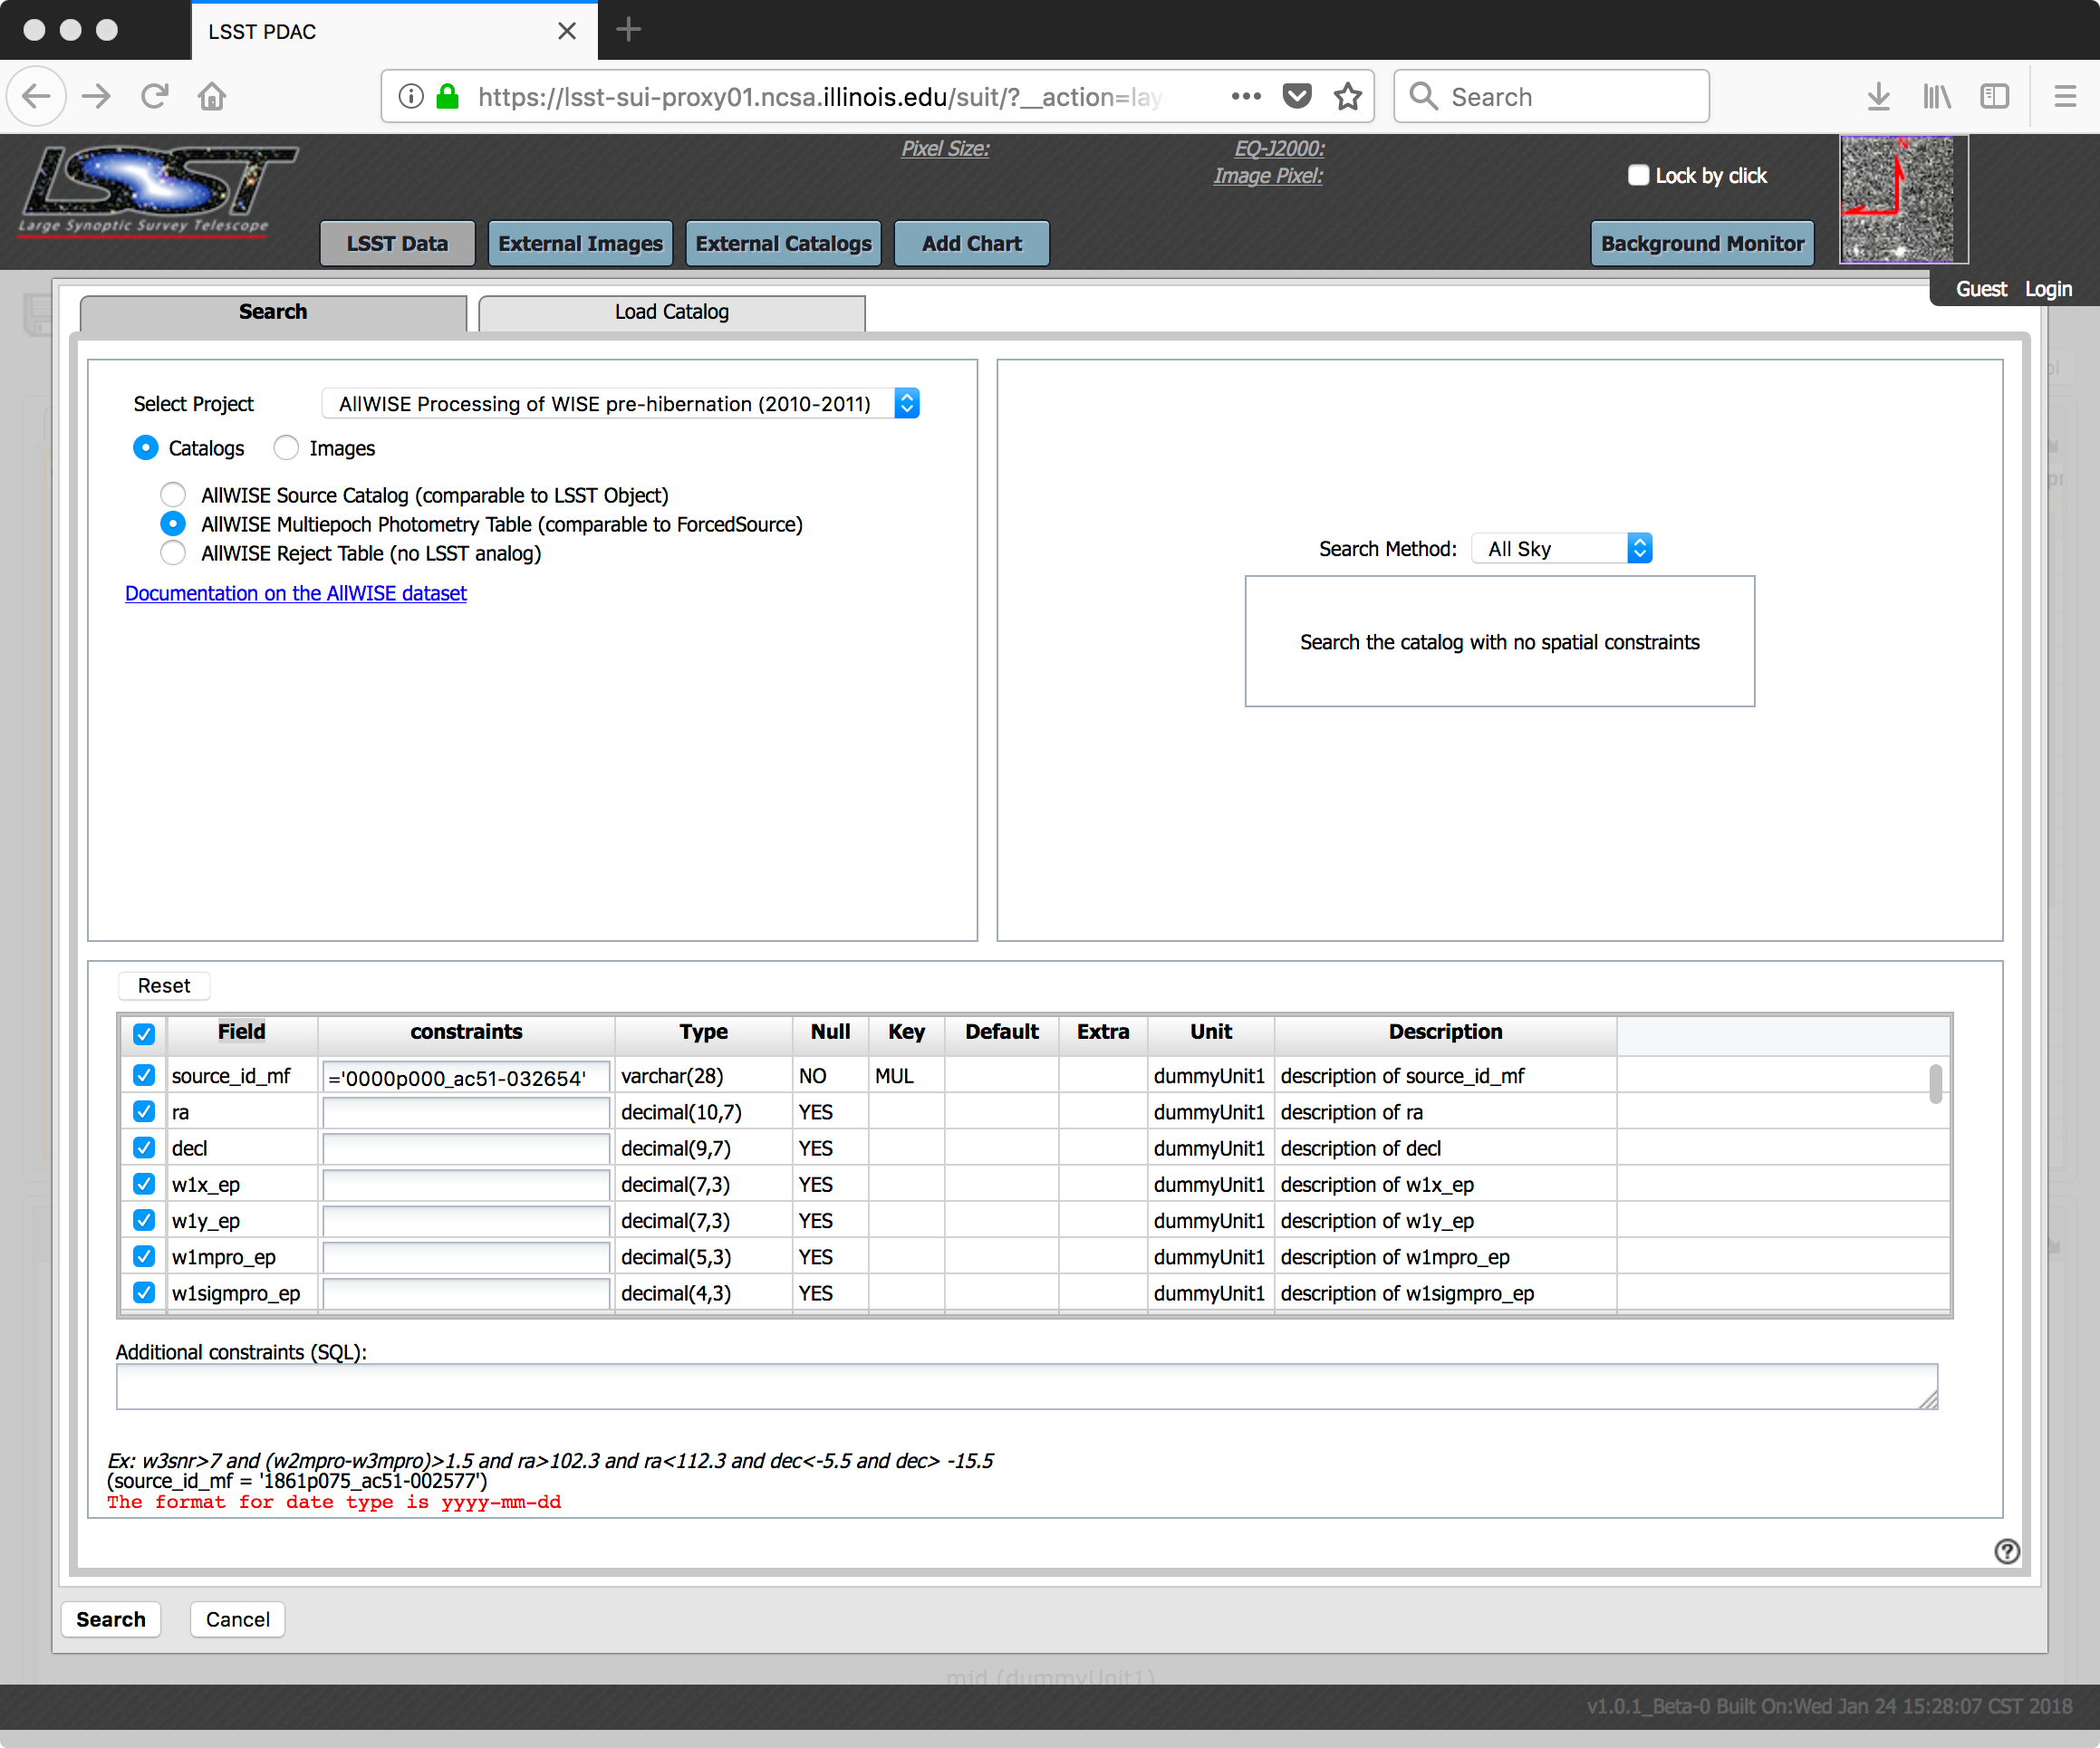 LSST PDAC
https://lsst-sui-proxy01.ncsa.illinois.edu/suit/?__action=lay
Search
LSST
Large Synoptic Survey Telescope
Pixel Size:
EQ-J2000:
Image Pixel:
Lock by click
N
LSST Data
External Images
External Catalogs
Add Chart
Background Monitor
Guest Login
Search
Load Catalog
Select Project
AllWISE Processing of WISE pre-hibernation (2010-2011)
Catalogs
Images
AllWISE Source Catalog (comparable to LSST Object)
AllWISE Multiepoch Photometry Table (comparable to ForcedSource)
AllWISE Reject Table (no LSST analog)
Documentation on the AllWISE dataset
Search Method: All Sky
Search the catalog with no spatial constraints
Reset
Field constraints Type Null Key Default Extra Unit Description
source_id_mf ='0000p000_ac51-032654' varchar(28) NO MUL dummyUnit1 description of source_id_mf
ra decimal(10,7) YES dummyUnit1 description of ra
decl decimal(9,7) YES dummyUnit1 description of decl
w1x_ep decimal(7,3) YES dummyUnit1 description of w1x_ep
w1y_ep decimal(7,3) YES dummyUnit1 description of w1y_ep
w1mpro_ep decimal(5,3) YES dummyUnit1 description of w1mpro_ep
w1sigmpro_ep decimal(4,3) YES dummyUnit1 description of w1sigmpro_ep
Additional constraints (SQL):
Ex: w3snr>7 and (w2mpro-w3mpro)>1.5 and ra>102.3 and ra<112.3 and dec<-5.5 and dec> -15.5
(source_id_mf = '1861p075_ac51-002577')
The format for date type is yyyy-mm-dd
Search
Cancel
mid (dummyUnit1)
v1.0.1_Beta-0 Built On:Wed Jan 24 15:28:07 CST 2018